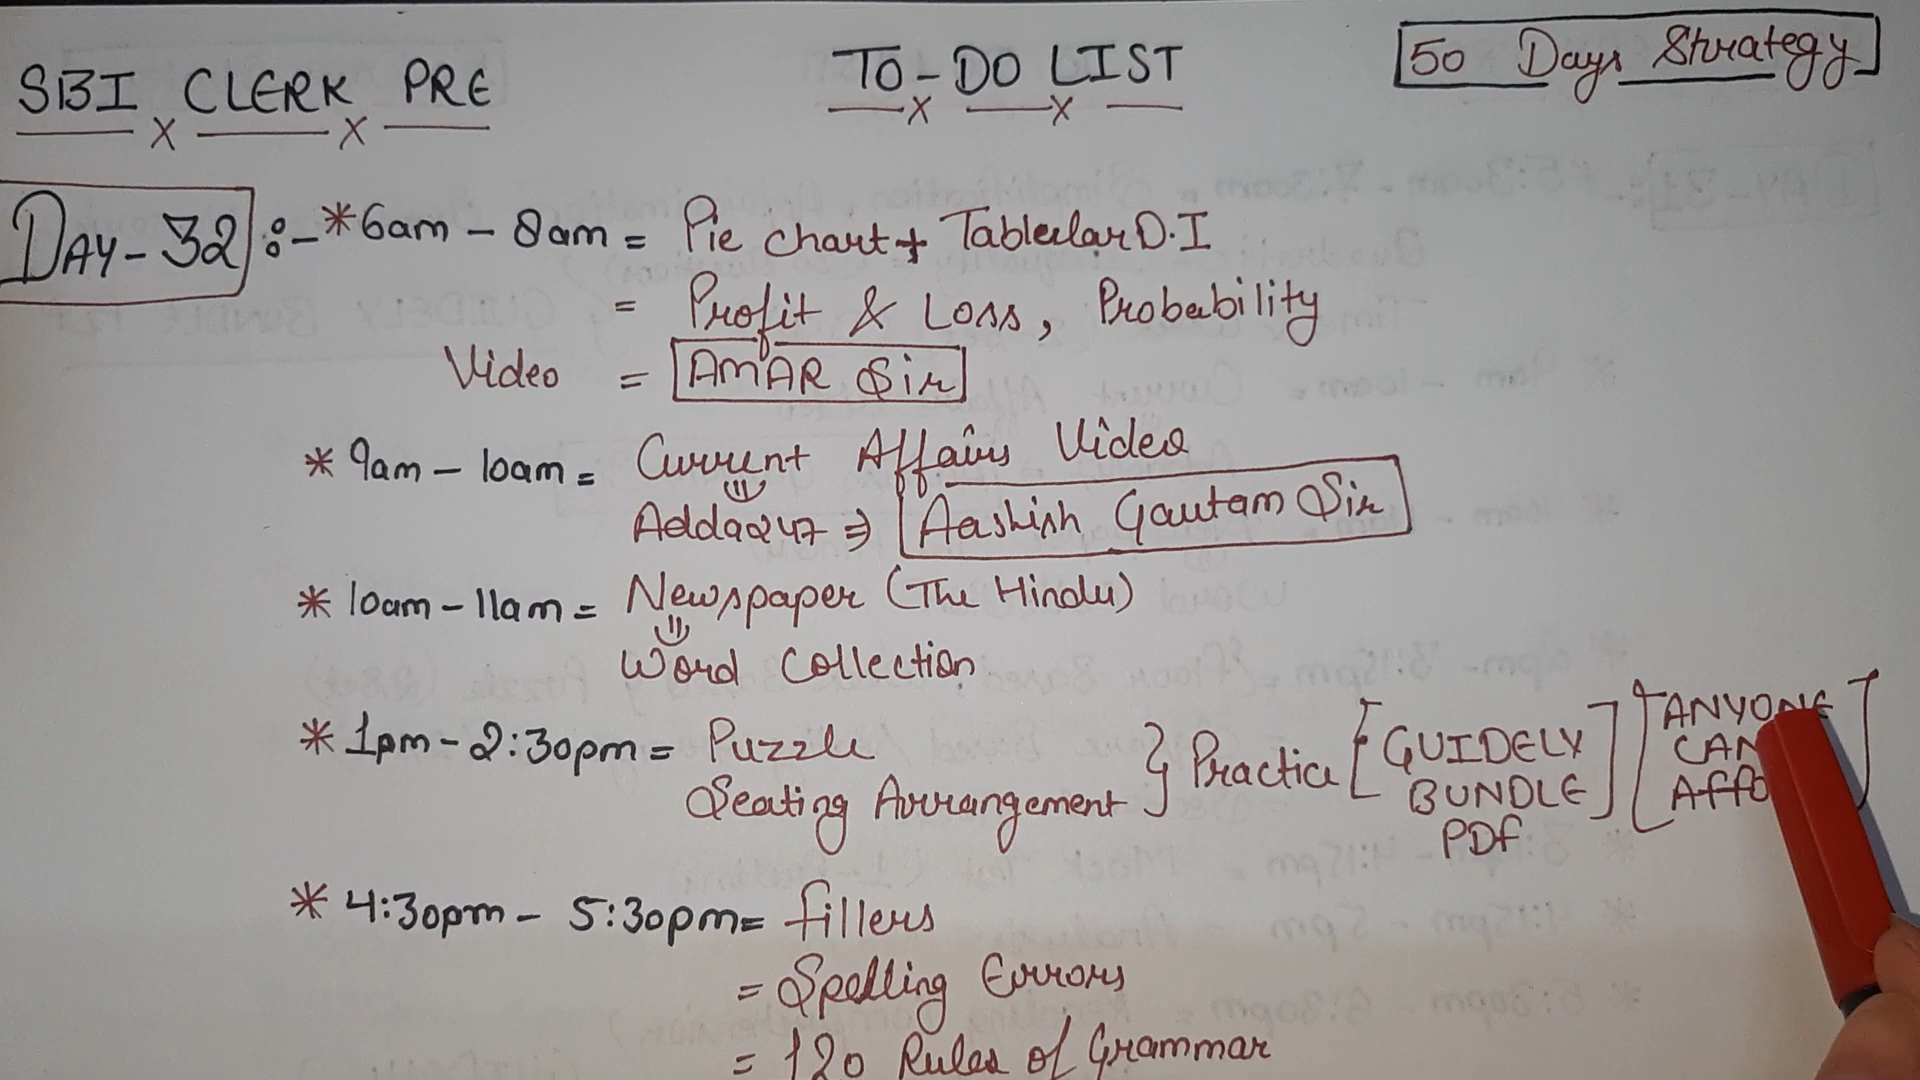 SBI CLERK PRE
TO-DO LIST
50 Days Strategy
DAY-32 :- *6am - 8am = Pie chart + Tabular D.I
= Profit & Loss, Probability
Video = AMAR Sir
* 9am - 10am = Current Affairs Video
Adda247 ⇒ Aashish Gautam Sir
* 10am - 11am = Newspaper (The Hindu)
Word Collection
* 1pm - 2:30pm = Puzzle
Seating Arrangement } Practice [GUIDELY BUNDLE PDf] [ANYONE CAN
* 4:30pm - 5:30pm = fillers
= Spelling Errors
= 120 Rules of Grammar